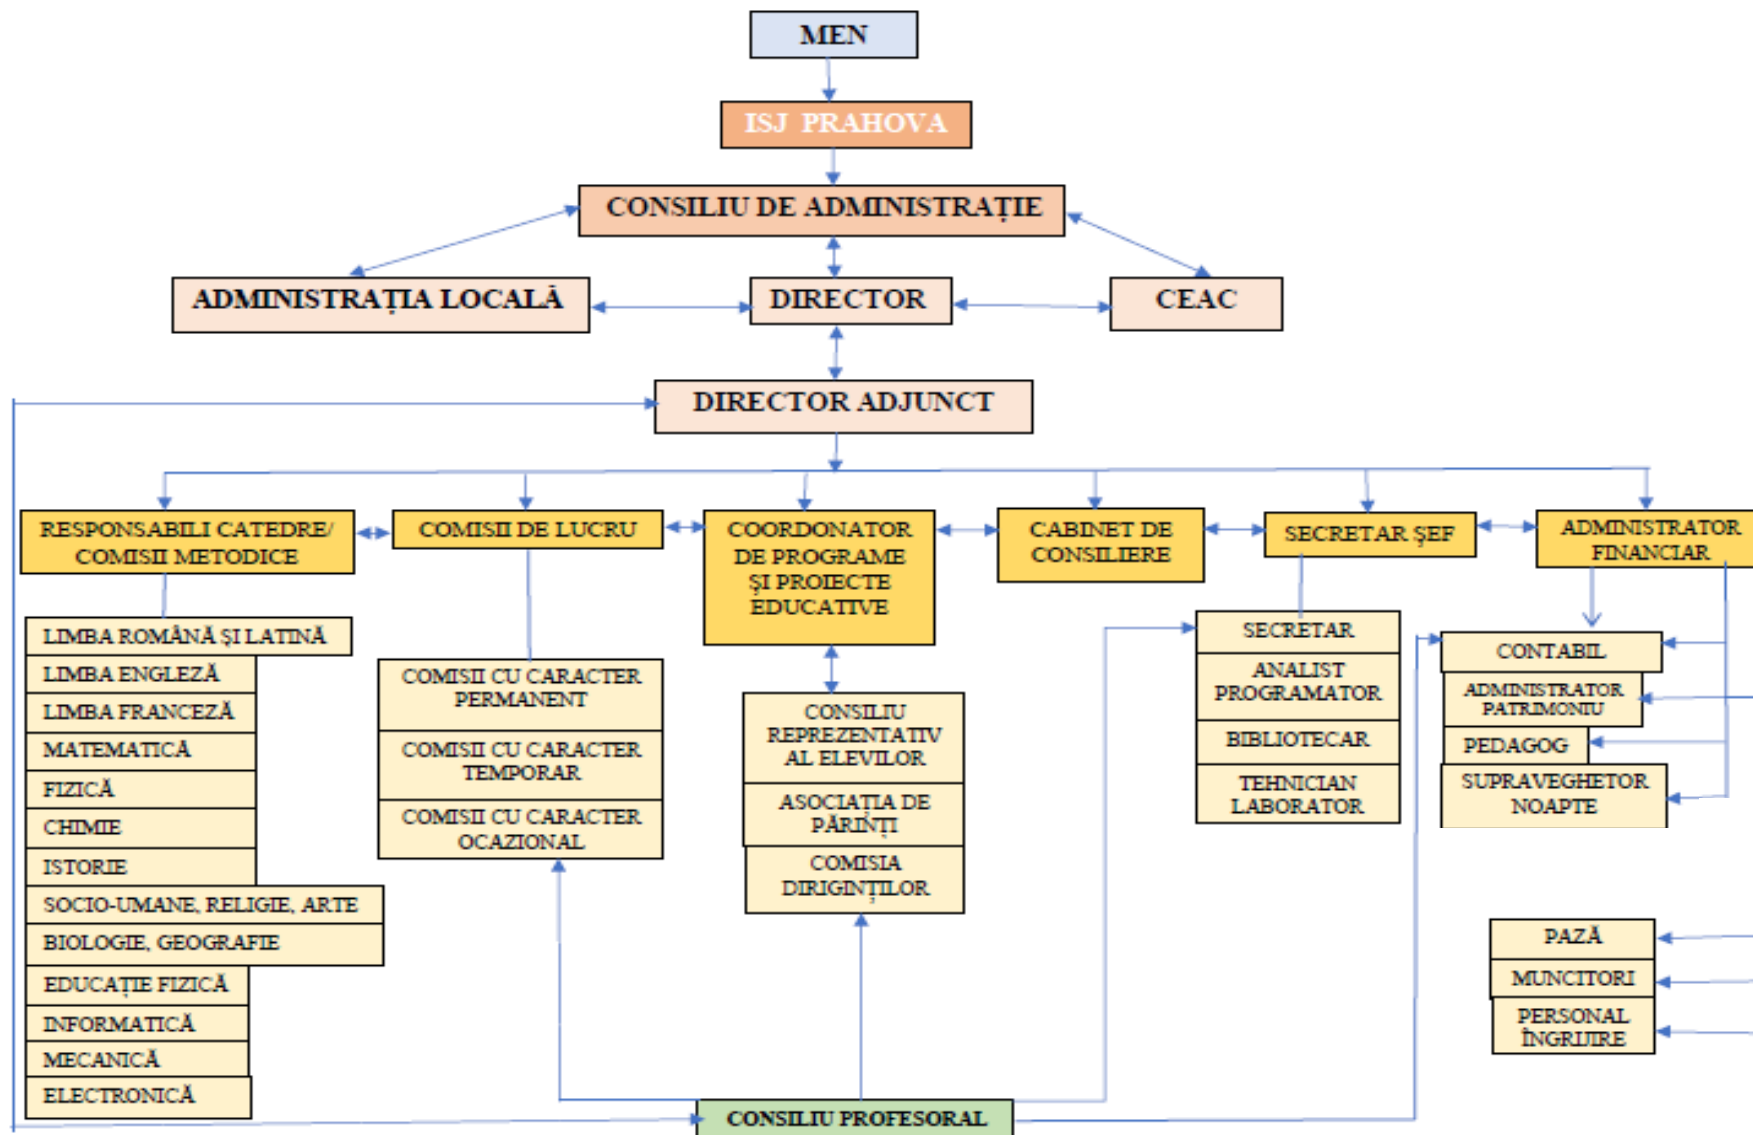 MEN
ISJ PRAHOVA
CONSILIU DE ADMINISTRAȚIE
ADMINISTRAȚIA LOCALĂ
DIRECTOR
CEAC
DIRECTOR ADJUNCT
RESPONSABILI CATEDRE/
COMISII METODICE
COMISII DE LUCRU
COORDONATOR
DE PROGRAME
ȘI PROIECTE
EDUCATIVE
CABINET DE
CONSILIERE
SECRETAR ȘEF
ADMINISTRATOR
FINANCIAR
LIMBA ROMÂNĂ ȘI LATINĂ
LIMBA ENGLEZĂ
LIMBA FRANCEZĂ
MATEMATICĂ
FIZICĂ
CHIMIE
ISTORIE
SOCIO-UMANE, RELIGIE, ARTE
BIOLOGIE, GEOGRAFIE
EDUCAȚIE FIZICĂ
INFORMATICĂ
MECANICĂ
ELECTRONICĂ
COMISII CU CARACTER
PERMANENT
COMISII CU CARACTER
TEMPORAR
COMISII CU CARACTER
OCAZIONAL
CONSILIU
REPREZENTATIV
AL ELEVILOR
ASOCIAȚIA DE
PĂRINȚI
COMISIA
DIRIGINȚILOR
SECRETAR
ANALIST
PROGRAMATOR
BIBLIOTECAR
TEHNICIAN
LABORATOR
CONTABIL
ADMINISTRATOR
PATRIMONIU
PEDAGOG
SUPRAVEGHETOR
NOAPTE
PAZĂ
MUNCITORI
PERSONAL
ÎNGRIJIRE
CONSILIU PROFESORAL